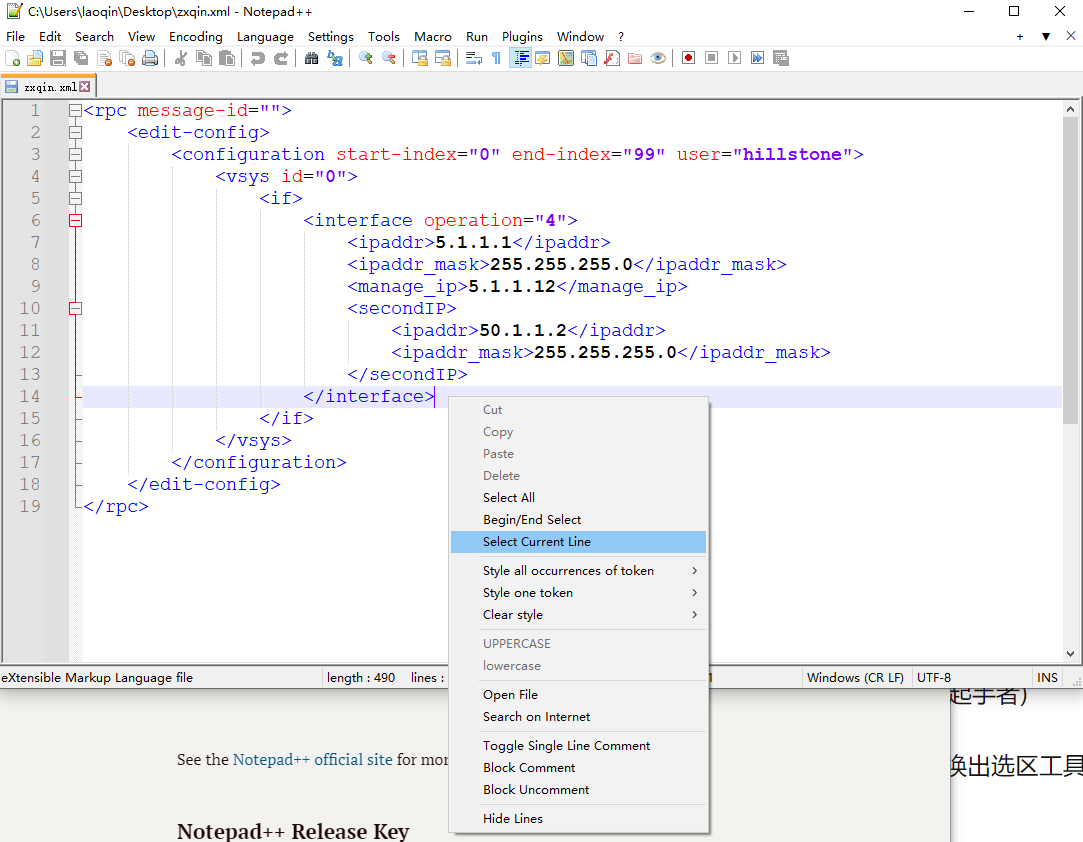 C:\Users\laoqin\Desktop\zxqin.xml - Notepad++
File Edit Search View Encoding Language Settings Tools Macro Run Plugins Window ?
zxqin.xml
1 <rpc message-id="">
2 <edit-config>
3 <configuration start-index="0" end-index="99" user="hillstone">
4 <vsys id="0">
5 <if>
6 <interface operation="4">
7 <ipaddr>5.1.1.1</ipaddr>
8 <ipaddr_mask>255.255.255.0</ipaddr_mask>
9 <manage_ip>5.1.1.12</manage_ip>
10 <secondIP>
11 <ipaddr>50.1.1.2</ipaddr>
12 <ipaddr_mask>255.255.255.0</ipaddr_mask>
13 </secondIP>
14 </interface>
15 </if>
16 </vsys>
17 </configuration>
18 </edit-config>
19 </rpc>
Cut
Copy
Paste
Delete
Select All
Begin/End Select
Select Current Line
Style all occurrences of token
Style one token
Clear style
UPPERCASE
lowercase
Open File
Search on Internet
Toggle Single Line Comment
Block Comment
Block Uncomment
Hide Lines
eXtensible Markup Language file length : 490 lines : 1 Windows (CR LF) UTF-8 INS
起手者)
换出选区工具
See the Notepad++ official site for mor
Notepad++ Release Key